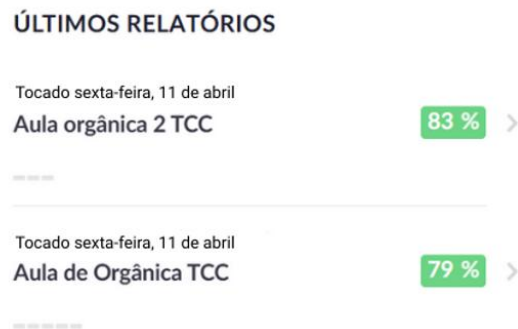 ÚLTIMOS RELATÓRIOS
Tocado sexta-feira, 11 de abril
Aula orgânica 2 TCC
83 %
Tocado sexta-feira, 11 de abril
Aula de Orgânica TCC
79 %